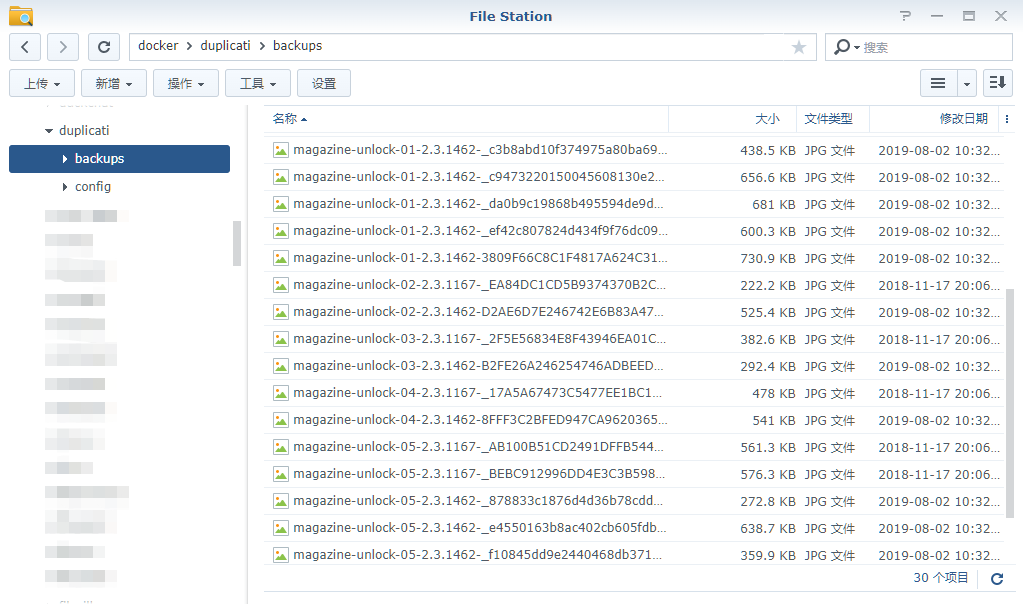 File Station
docker > duplicati > backups
搜索
上传 新增 操作 工具 设置
duplicati
backups
config
名称 大小 文件类型 修改日期
magazine-unlock-01-2.3.1462-_c3b8abd10f374975a80ba69... 438.5 KB JPG 文件 2019-08-02 10:32...
magazine-unlock-01-2.3.1462-_c9473220150045608130e2... 656.6 KB JPG 文件 2019-08-02 10:32...
magazine-unlock-01-2.3.1462-_da0b9c19868b495594de9d... 681 KB JPG 文件 2019-08-02 10:32...
magazine-unlock-01-2.3.1462-_ef42c807824d434f9f76dc09... 600.3 KB JPG 文件 2019-08-02 10:32...
magazine-unlock-01-2.3.1462-3809F66C8C1F4817A624C31... 730.9 KB JPG 文件 2019-08-02 10:32...
magazine-unlock-02-2.3.1167-_EA84DC1CD5B9374370B2C... 222.2 KB JPG 文件 2018-11-17 20:06...
magazine-unlock-02-2.3.1462-D2AE6D7E246742E6B83A47... 525.4 KB JPG 文件 2019-08-02 10:32...
magazine-unlock-03-2.3.1167-_2F5E56834E8F43946EA01C... 382.6 KB JPG 文件 2018-11-17 20:06...
magazine-unlock-03-2.3.1462-B2FE26A246254746ADBEED... 292.4 KB JPG 文件 2019-08-02 10:32...
magazine-unlock-04-2.3.1167-_17A5A67473C5477EE1BC1... 478 KB JPG 文件 2018-11-17 20:06...
magazine-unlock-04-2.3.1462-8FFF3C2BFED947CA9620365... 541 KB JPG 文件 2019-08-02 10:32...
magazine-unlock-05-2.3.1167-_AB100B51CD2491DFFB544... 561.3 KB JPG 文件 2018-11-17 20:06...
magazine-unlock-05-2.3.1167-_BEBC912996DD4E3C3B598... 576.3 KB JPG 文件 2018-11-17 20:06...
magazine-unlock-05-2.3.1462-_878833c1876d4d36b78cdd... 272.8 KB JPG 文件 2019-08-02 10:32...
magazine-unlock-05-2.3.1462-_e4550163b8ac402cb605fdb... 638.7 KB JPG 文件 2019-08-02 10:32...
magazine-unlock-05-2.3.1462-_f10845dd9e2440468db371... 359.9 KB JPG 文件 2019-08-02 10:32...
30 个项目